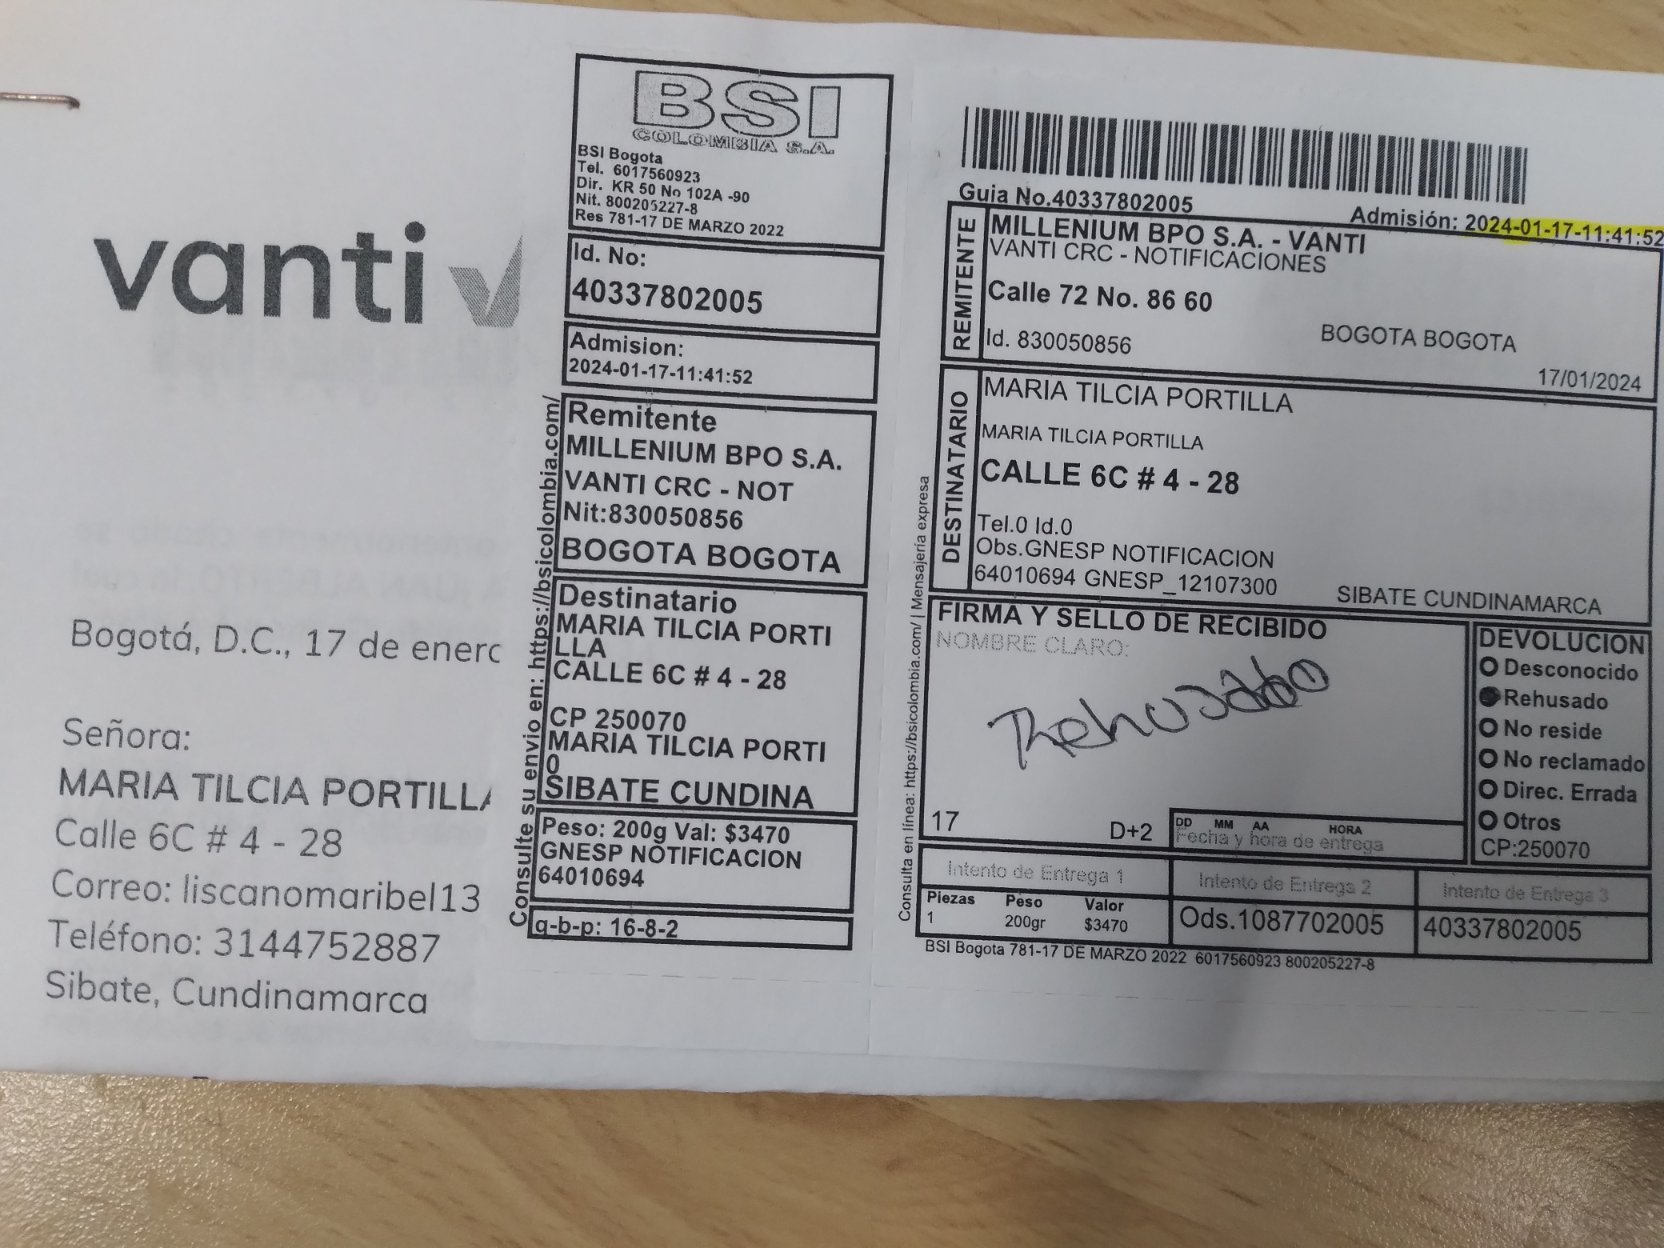 vanti
Bogotá, D.C., 17 de enero
Señora:
MARIA TILCIA PORTILLA
Calle 6C # 4 - 28
Correo: liscanomaribel13
Teléfono: 3144752887
Sibate, Cundinamarca
BSI
COLOMBIA S.A.
BSI Bogota
Tel. 6017560923
Dir. KR 50 No 102A -90
Nit. 800205227-8
Res 781-17 DE MARZO 2022
Id. No:
40337802005
Admision:
2024-01-17-11:41:52
Remitente
MILLENIUM BPO S.A.
VANTI CRC - NOT
Nit:830050856
BOGOTA BOGOTA
Destinatario
MARIA TILCIA PORTI
LLA
CALLE 6C # 4 - 28
CP 250070
MARIA TILCIA PORTI
0
SIBATE CUNDINA
Peso: 200g Val: $3470
GNESP NOTIFICACION
64010694
q-b-p: 16-8-2
Consulte su envio en: https://bsicolombia.com/
Guia No.40337802005
Admisión: 2024-01-17-11:41:52
REMITENTE
MILLENIUM BPO S.A. - VANTI
VANTI CRC - NOTIFICACIONES
Calle 72 No. 86 60
Id. 830050856
BOGOTA BOGOTA
17/01/2024
DESTINATARIO
MARIA TILCIA PORTILLA
MARIA TILCIA PORTILLA
CALLE 6C # 4 - 28
Tel.0 Id.0
Obs.GNESP NOTIFICACION
64010694 GNESP_12107300
SIBATE CUNDINAMARCA
FIRMA Y SELLO DE RECIBIDO
NOMBRE CLARO:
Rehusado
17
D+2
DD MM AA HORA
Fecha y hora de entrega
DEVOLUCION
Desconocido
Rehusado
No reside
No reclamado
Direc. Errada
Otros
CP:250070
Intento de Entrega 1
Intento de Entrega 2
Intento de Entrega 3
Piezas Peso Valor
1 200gr $3470
Ods.1087702005
40337802005
BSI Bogota 781-17 DE MARZO 2022 6017560923 800205227-8
Consulta en línea: https://bsicolombia.com/ | Mensajeria expresa